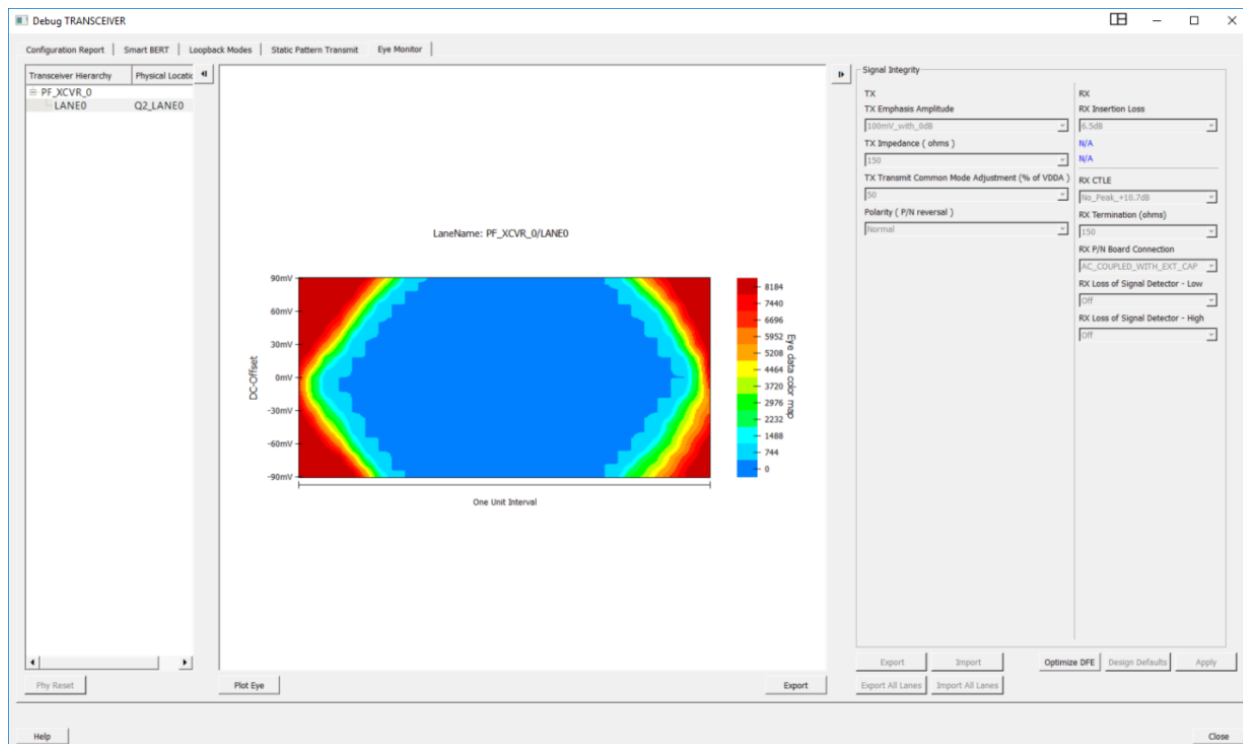 Debug TRANSCEIVER
Configuration Report
Smart BERT
Loopback Modes
Static Pattern Transmit
Eye Monitor
Transceiver Hierarchy
Physical Locatic
PF_XCVR_0
LANE0
Q2_LANE0
Phy Reset
LaneName: PF_XCVR_0/LANE0
DC-Offset
90mV
60mV
30mV
0mV
-30mV
-60mV
-90mV
One Unit Interval
8184
7440
6696
5952
5208
4464
3720
2976
2232
1488
744
0
Eye data color map
Plot Eye
Export
Signal Integrity
TX
TX Emphasis Amplitude
100mV_with_0dB
TX Impedance ( ohms )
150
TX Transmit Common Mode Adjustment (% of VDDA )
50
Polarity ( P/N reversal )
Normal
RX
RX Insertion Loss
6.5dB
N/A
N/A
RX CTLE
No_Peak_+10.7dB
RX Termination (ohms)
150
RX P/N Board Connection
AC_COUPLED_WITH_EXT_CAP
RX Loss of Signal Detector - Low
Off
RX Loss of Signal Detector - High
Off
Export
Import
Optimize DFE
Design Defaults
Apply
Export All Lanes
Import All Lanes
Help
Close